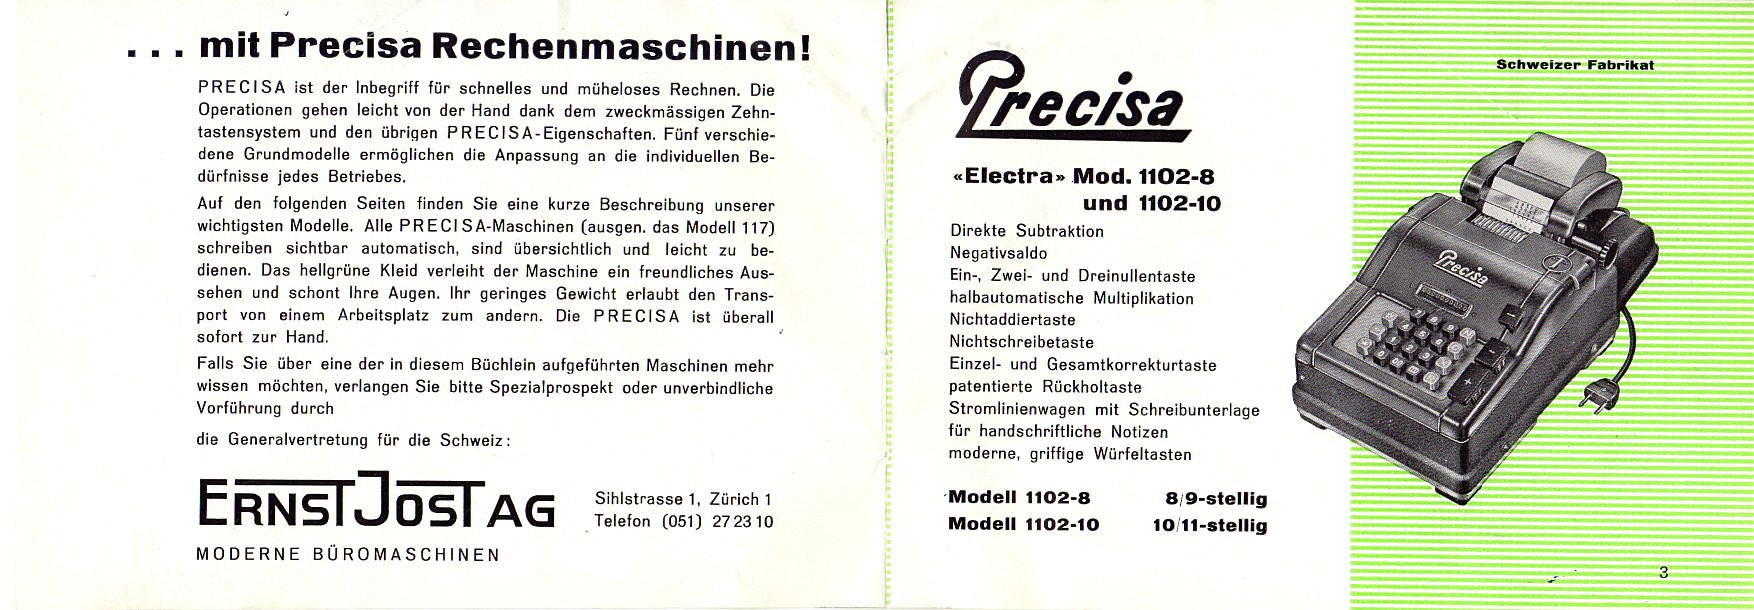 . . . mit Precisa Rechenmaschinen!
PRECISA ist der Inbegriff für schnelles und müheloses Rechnen. Die
Operationen gehen leicht von der Hand dank dem zweckmässigen Zehn-
tastensystem und den übrigen PRECISA-Eigenschaften. Fünf verschie-
dene Grundmodelle ermöglichen die Anpassung an die individuellen Be-
dürfnisse jedes Betriebes.
Auf den folgenden Seiten finden Sie eine kurze Beschreibung unserer
wichtigsten Modelle. Alle PRECISA-Maschinen (ausgen. das Modell 117)
schreiben sichtbar automatisch, sind übersichtlich und leicht zu be-
dienen. Das hellgrüne Kleid verleiht der Maschine ein freundliches Aus-
sehen und schont Ihre Augen. Ihr geringes Gewicht erlaubt den Trans-
port von einem Arbeitsplatz zum andern. Die PRECISA ist überall
sofort zur Hand.
Falls Sie über eine der in diesem Büchlein aufgeführten Maschinen mehr
wissen möchten, verlangen Sie bitte Spezialprospekt oder unverbindliche
Vorführung durch
die Generalvertretung für die Schweiz:
ERNST JOST AG
MODERNE BÜROMASCHINEN
Sihlstrasse 1, Zürich 1
Telefon (051) 27 23 10
Precisa
«Electra» Mod. 1102-8
und 1102-10
Direkte Subtraktion
Negativsaldo
Ein-, Zwei- und Dreinullentaste
halbautomatische Multiplikation
Nichtaddiertaste
Nichtschreibetaste
Einzel- und Gesamtkorrekturtaste
patentierte Rückholtaste
Stromlinienwagen mit Schreibunterlage
für handschriftliche Notizen
moderne, griffige Würfeltasten
Modell 1102-8 8/9-stellig
Modell 1102-10 10/11-stellig
Schweizer Fabrikat
Precisa
3